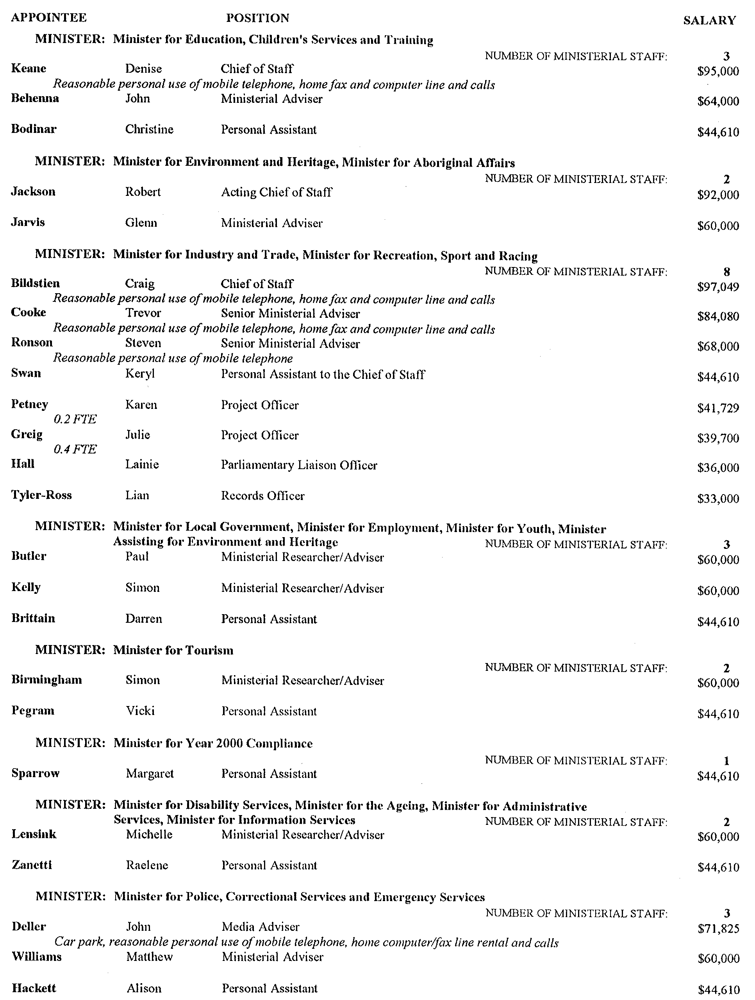 APPOINTEE POSITION SALARY
MINISTER: Minister for Education, Children's Services and Training
NUMBER OF MINISTERIAL STAFF: 3
Keane Denise Chief of Staff $95,000
Reasonable personal use of mobile telephone, home fax and computer line and calls
Behenna John Ministerial Adviser $64,000
Bodinar Christine Personal Assistant $44,610
MINISTER: Minister for Environment and Heritage, Minister for Aboriginal Affairs
NUMBER OF MINISTERIAL STAFF: 2
Jackson Robert Acting Chief of Staff $92,000
Jarvis Glenn Ministerial Adviser $60,000
MINISTER: Minister for Industry and Trade, Minister for Recreation, Sport and Racing
NUMBER OF MINISTERIAL STAFF: 8
Bildstien Craig Chief of Staff $97,049
Reasonable personal use of mobile telephone, home fax and computer line and calls
Cooke Trevor Senior Ministerial Adviser $84,080
Reasonable personal use of mobile telephone, home fax and computer line and calls
Ronson Steven Senior Ministerial Adviser $68,000
Reasonable personal use of mobile telephone
Swan Keryl Personal Assistant to the Chief of Staff $44,610
Petney Karen Project Officer $41,729
0.2 FTE
Greig Julie Project Officer $39,700
0.4 FTE
Hall Lainie Parliamentary Liaison Officer $36,000
Tyler-Ross Lian Records Officer $33,000
MINISTER: Minister for Local Government, Minister for Employment, Minister for Youth, Minister
Assisting for Environment and Heritage NUMBER OF MINISTERIAL STAFF: 3
Butler Paul Ministerial Researcher/Adviser $60,000
Kelly Simon Ministerial Researcher/Adviser $60,000
Brittain Darren Personal Assistant $44,610
MINISTER: Minister for Tourism
NUMBER OF MINISTERIAL STAFF: 2
Birmingham Simon Ministerial Researcher/Adviser $60,000
Pegram Vicki Personal Assistant $44,610
MINISTER: Minister for Year 2000 Compliance
NUMBER OF MINISTERIAL STAFF: 1
Sparrow Margaret Personal Assistant $44,610
MINISTER: Minister for Disability Services, Minister for the Ageing, Minister for Administrative
Services, Minister for Information Services NUMBER OF MINISTERIAL STAFF: 2
Lensink Michelle Ministerial Researcher/Adviser $60,000
Zanetti Raelene Personal Assistant $44,610
MINISTER: Minister for Police, Correctional Services and Emergency Services
NUMBER OF MINISTERIAL STAFF: 3
Deller John Media Adviser $71,825
Car park, reasonable personal use of mobile telephone, home computer/fax line rental and calls
Williams Matthew Ministerial Adviser $60,000
Hackett Alison Personal Assistant $44,610